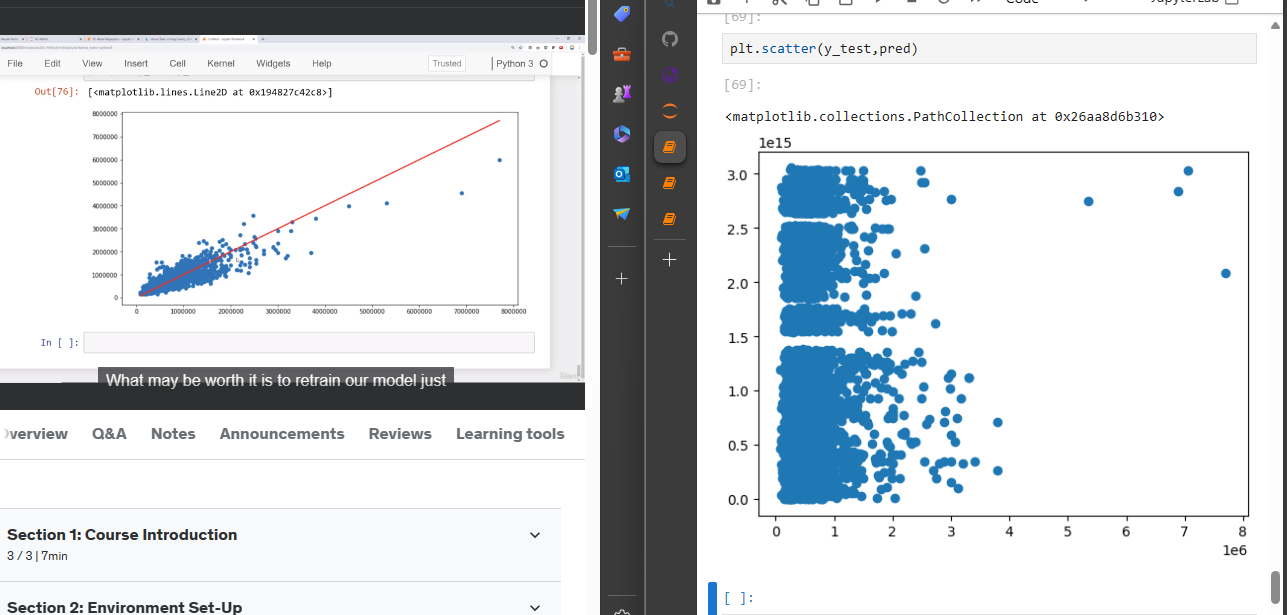 File Edit View Insert Cell Kernel Widgets Help Trusted Python 3
Out[76]: [<matplotlib.lines.Line2D at 0x194827c42c8>]
8000000
7000000
6000000
5000000
4000000
3000000
2000000
1000000
0
0 1000000 2000000 3000000 4000000 5000000 6000000 7000000 8000000
In [ ]:
What may be worth it is to retrain our model just
Overview Q&A Notes Announcements Reviews Learning tools
Section 1: Course Introduction
3 / 3 | 7min
Section 2: Environment Set-Up
Code
[69]:
plt.scatter(y_test,pred)
[69]:
<matplotlib.collections.PathCollection at 0x26aa8d6b310>
1e15
3.0
2.5
2.0
1.5
1.0
0.5
0.0
0 1 2 3 4 5 6 7 8
1e6
[ ]: